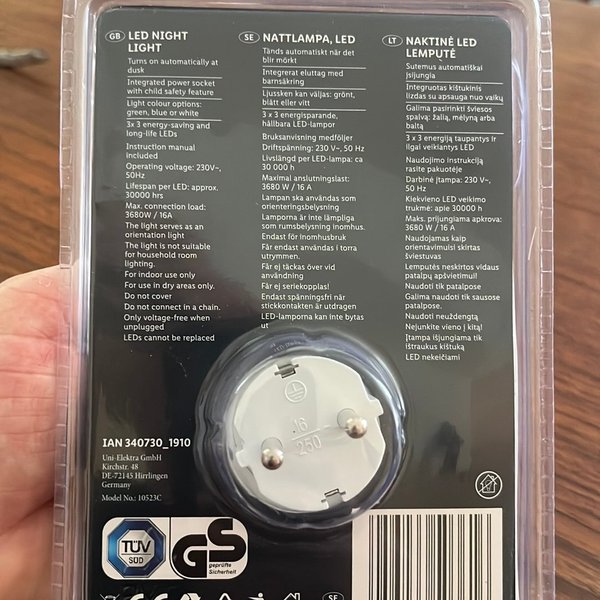 GB LED NIGHT
LIGHT
Turns on automatically at
dusk
Integrated power socket
with child safety feature
Light colour options:
green, blue or white
3x3 energy-saving and
long-life LEDs
Instruction manual
included
Operating voltage: 230V~,
50Hz
Lifespan per LED: approx.
30000 hrs
Max. connection load:
3680W / 16A
The light serves as an
orientation light
The light is not suitable
for household room
lighting.
For indoor use only
For use in dry areas only.
Do not cover
Do not connect in a chain.
Only voltage-free when
unplugged
LEDs cannot be replaced
SE NATTLAMPA, LED
Tänds automatiskt när det
blir mörkt
Integrerat eluttag med
barnsäkring
Ljussken kan väljas: grönt,
blått eller vitt
3 x 3 energisparande,
hållbara LED-lampor
Bruksanvisning medföljer
Driftspänning: 230 V~, 50 Hz
Livslängd per LED-lampa: ca
30 000 h
Maximal anslutningslast:
3680 W / 16 A
Lampan ska användas som
orienteringsbelysning
Lamporna är inte lämpliga
som rumsbelysning inomhus.
Endast för inomhusbruk
Får endast användas i torra
utrymmen.
Får ej täckas över vid
användning
Får ej seriekopplas!
Endast spänningsfri när
stickkontakten är utdragen
LED-lamporna kan inte bytas
ut
LT NAKTINĖ LED
LEMPUTĖ
Sutemus automatiškai
įsijungia
Integruotas kištukinis
lizdas su apsauga nuo vaikų
Galima pasirinkti šviesos
spalvą: žalią, mėlyną arba
baltą
3 x 3 energiją taupantys ir
ilgai veikiantys LED
Naudojimo instrukciją
rasite pakuotėje
Darbinė įtampa: 230 V~,
50 Hz
Kiekvieno LED veikimo
trukmė: apie 30000 h
Maks. prijungiama apkrova:
3680 W / 16 A
Naudojamas kaip
orientavimuisi skirtas
šviestuvas
Lemputės neskirtos vidaus
patalpų apšvietimui!
Naudoti tik patalpose
Galima naudoti tik sausose
patalpose.
Naudoti neuždengtą
Nejunkite vieno į kitą!
Įtampa išjungiama tik
ištraukus kištuką
LED nekeičiami
16
250
IAN 340730_1910
Uni-Elektra GmbH
Kirchstr. 48
DE-72145 Hirrlingen
Germany
Model No.: 10523C
TÜV
SÜD
GS
geprüfte
Sicherheit
SE